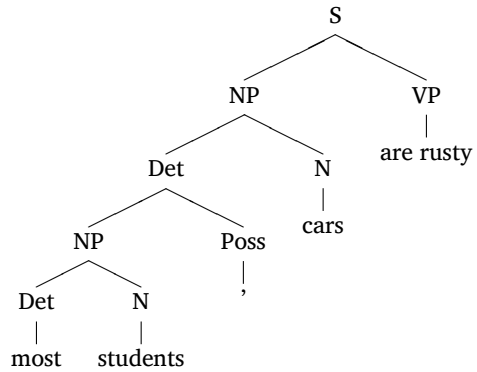 S
NP VP
Det N are rusty
NP Poss cars
Det N ’
most students